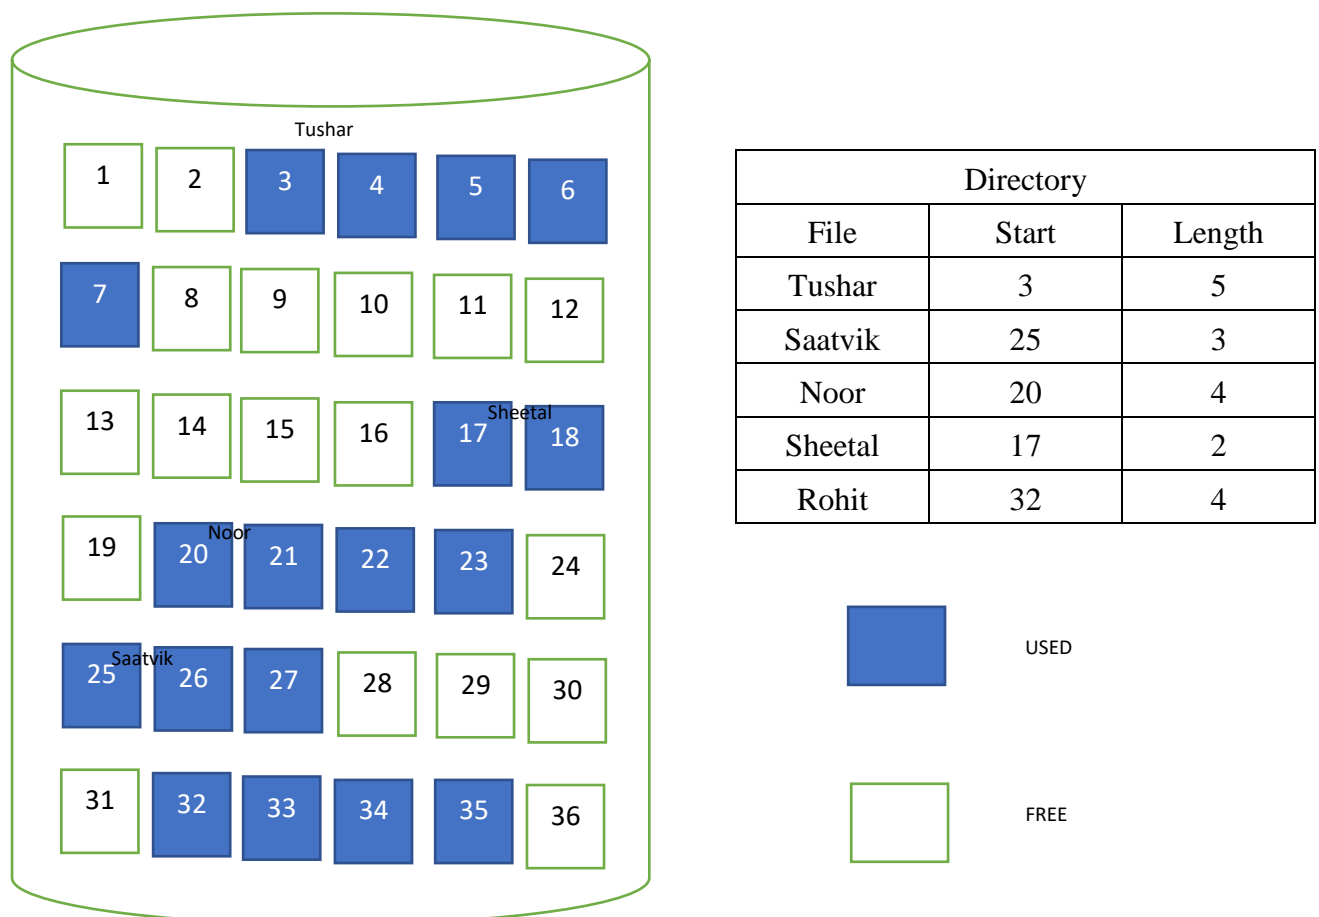 Tushar
1 2 3 4 5 6
7 8 9 10 11 12
Sheetal
13 14 15 16 17 18
Noor
19 20 21 22 23 24
Saatvik
25 26 27 28 29 30
31 32 33 34 35 36
Directory
File Start Length
Tushar 3 5
Saatvik 25 3
Noor 20 4
Sheetal 17 2
Rohit 32 4
USED
FREE